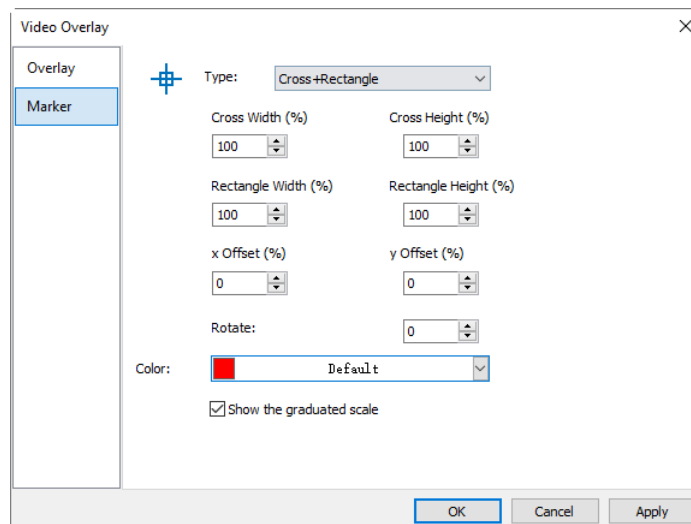 Video Overlay
Overlay
Marker
Type: Cross+Rectangle
Cross Width (%) Cross Height (%)
100 100
Rectangle Width (%) Rectangle Height (%)
100 100
x Offset (%) y Offset (%)
0 0
Rotate: 0
Color: Default
Show the graduated scale
OK Cancel Apply